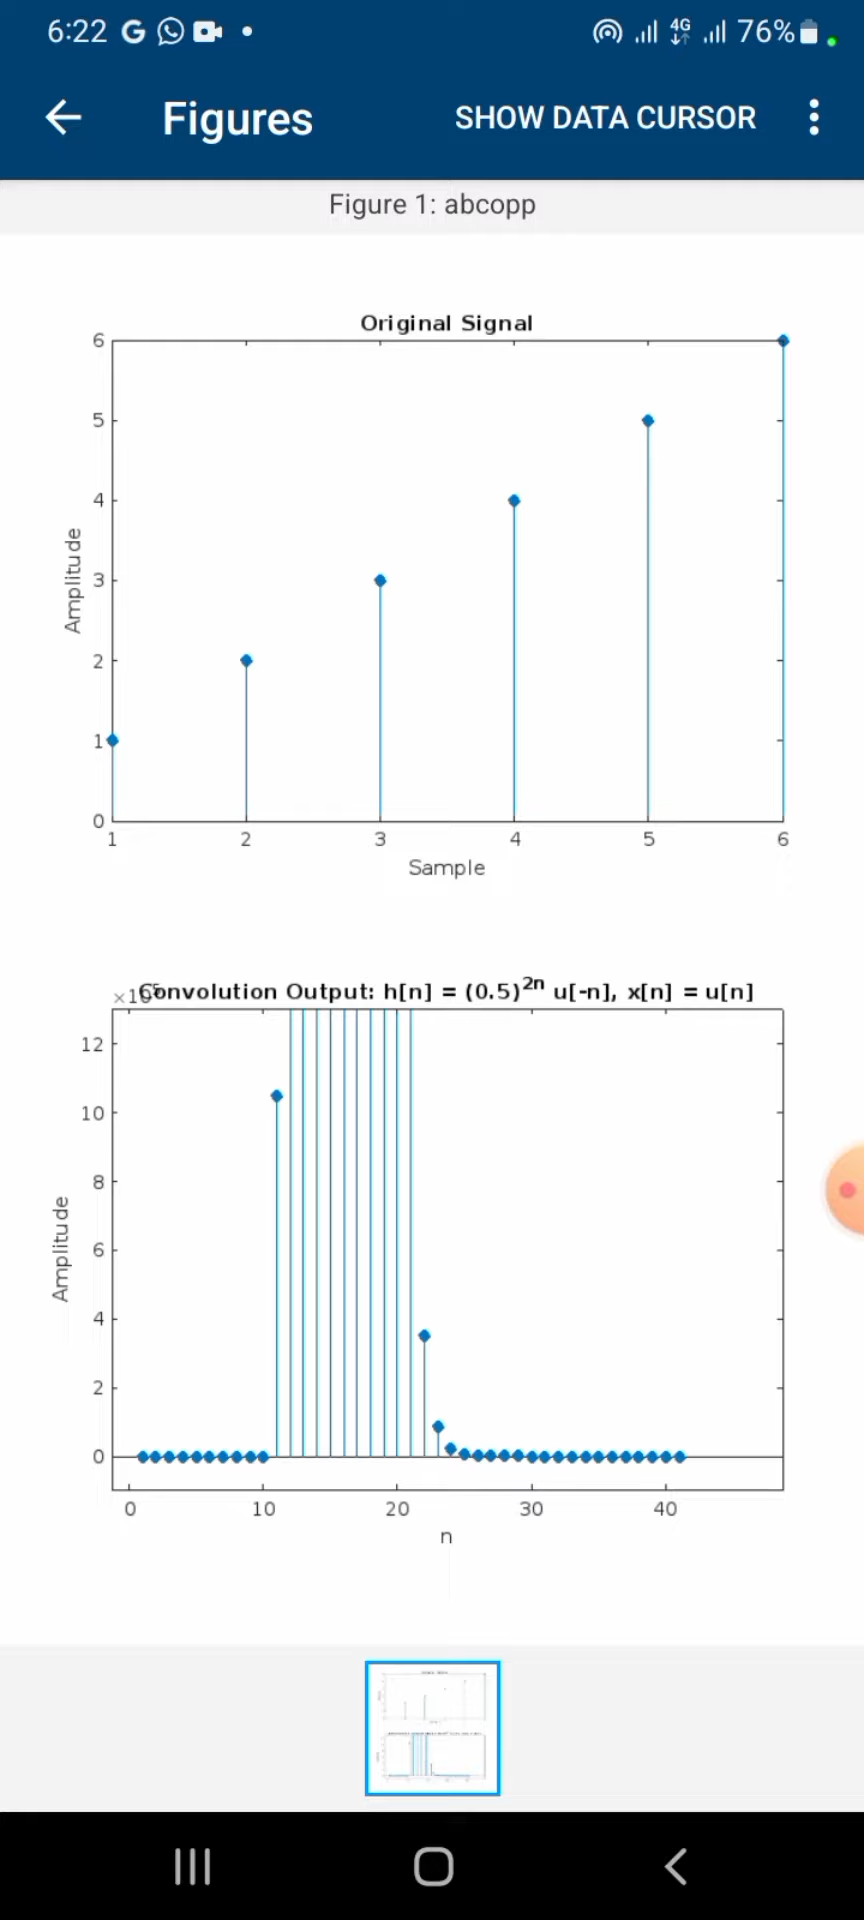 6:22 G 4G 76%
Figures SHOW DATA CURSOR
Figure 1: abcopp
Original Signal
6
5
4
3
2
1
0
Amplitude
1 2 3 4 5 6
Sample
×10⁵
Convolution Output: h[n] = (0.5)²ⁿ u[-n], x[n] = u[n]
12
10
8
6
4
2
0
Amplitude
0 10 20 30 40
n